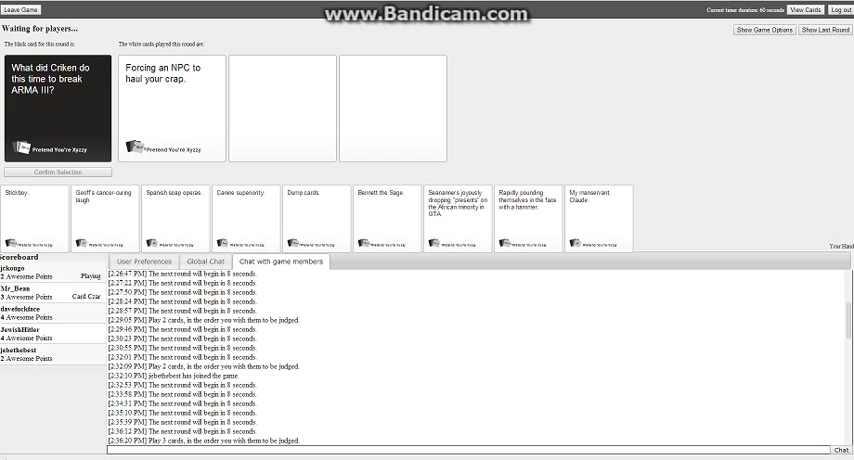 Leave Game
www.Bandicam.com
Current timer duration: 60 seconds
View Cards
Log out
Waiting for players...
Show Game Options
Show Last Round
The black card for this round is:
The white cards played this round are:
What did Criken do
this time to break
ARMA III?
Pretend You're Xyzzy
Forcing an NPC to
haul your crap.
Pretend You're Xyzzy
Confirm Selection
Stickboy.
Geoff's cancer-curing
laugh
Spanish soap operas.
Canine superiority.
Dump cards.
Bennett the Sage.
Seananners joyously
dropping "presents" on
the African minority in
GTA.
Rapidly pounding
themselves in the face
with a hammer.
My manservant,
Claude.
Your Hand
Scoreboard
jckongo
2 Awesome Points
Playing
Mr_Bean
3 Awesome Points
Card Czar
davefuckface
4 Awesome Points
JewishHitler
4 Awesome Points
jebethebest
2 Awesome Points
User Preferences
Global Chat
Chat with game members
[2:26:47 PM] The next round will begin in 8 seconds.
[2:27:22 PM] The next round will begin in 8 seconds.
[2:27:50 PM] The next round will begin in 8 seconds.
[2:28:24 PM] The next round will begin in 8 seconds.
[2:28:57 PM] The next round will begin in 8 seconds.
[2:29:05 PM] Play 2 cards, in the order you wish them to be judged.
[2:29:46 PM] The next round will begin in 8 seconds.
[2:30:23 PM] The next round will begin in 8 seconds.
[2:30:55 PM] The next round will begin in 8 seconds.
[2:32:01 PM] The next round will begin in 8 seconds.
[2:32:09 PM] Play 2 cards, in the order you wish them to be judged.
[2:32:10 PM] jebethebest has joined the game.
[2:32:53 PM] The next round will begin in 8 seconds.
[2:33:58 PM] The next round will begin in 8 seconds.
[2:34:31 PM] The next round will begin in 8 seconds.
[2:35:10 PM] The next round will begin in 8 seconds.
[2:35:39 PM] The next round will begin in 8 seconds.
[2:36:12 PM] The next round will begin in 8 seconds.
[2:36:20 PM] Play 3 cards, in the order you wish them to be judged.
Chat